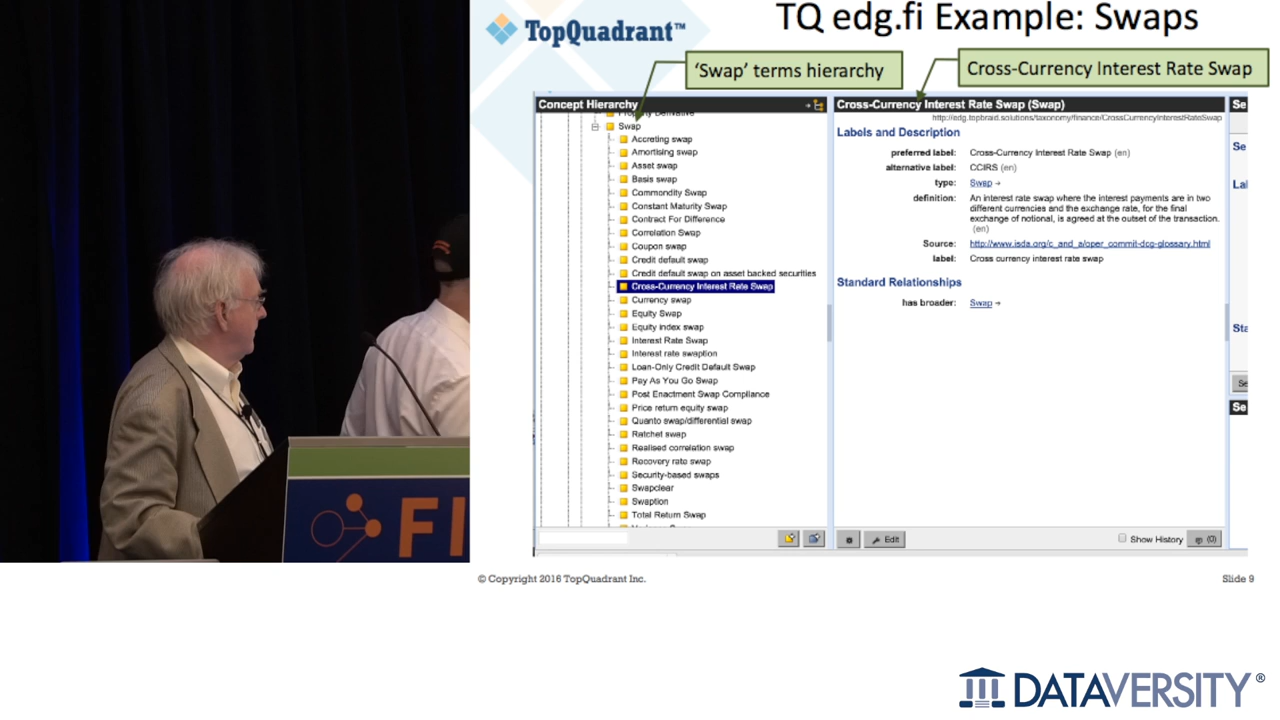 TopQuadrant™
TQ edg.fi Example: Swaps
‘Swap’ terms hierarchy
Cross-Currency Interest Rate Swap
Concept Hierarchy
Property Derivative
Swap
Accreting swap
Amortising swap
Asset swap
Basis swap
Commodity Swap
Constant Maturity Swap
Contract For Difference
Correlation Swap
Coupon swap
Credit default swap
Credit default swap on asset backed securities
Cross-Currency Interest Rate Swap
Currency swap
Equity Swap
Equity index swap
Interest Rate Swap
Interest rate swaption
Loan-Only Credit Default Swap
Pay As You Go Swap
Post Enactment Swap Compliance
Price return equity swap
Quanto swap/differential swap
Ratchet swap
Realised correlation swap
Recovery rate swap
Security-based swaps
Swapclear
Swaption
Total Return Swap
Cross-Currency Interest Rate Swap (Swap)
http://edg.topbraid.solutions/taxonomy/finance/CrossCurrencyInterestRateSwap
Labels and Description
preferred label: Cross-Currency Interest Rate Swap (en)
alternative label: CCIRS (en)
type: Swap
definition: An interest rate swap where the interest payments are in two
different currencies and the exchange rate, for the final
exchange of notional, is agreed at the outset of the transaction.
(en)
Source: http://www.isda.org/c_and_a/oper_commit-dcg-glossary.html
label: Cross currency interest rate swap
Standard Relationships
has broader: Swap
Edit
Show History
(0)
Se
Se
Lal
Sta
Se
Se
FI
© Copyright 2016 TopQuadrant Inc.
Slide 9
DATAVERSITY®